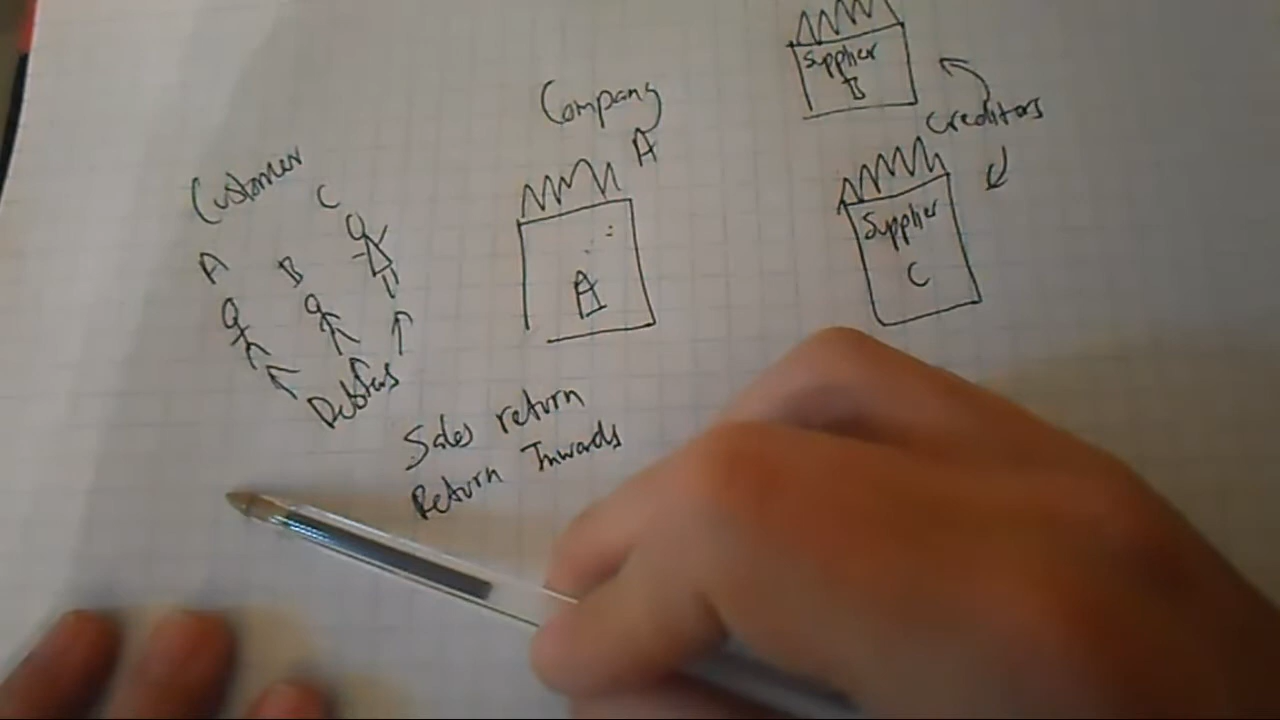 Customer
A
B
C
Debtors
Company
A
A
Supplier
B
Creditors
Supplier
C
Sales return
Return Inwards